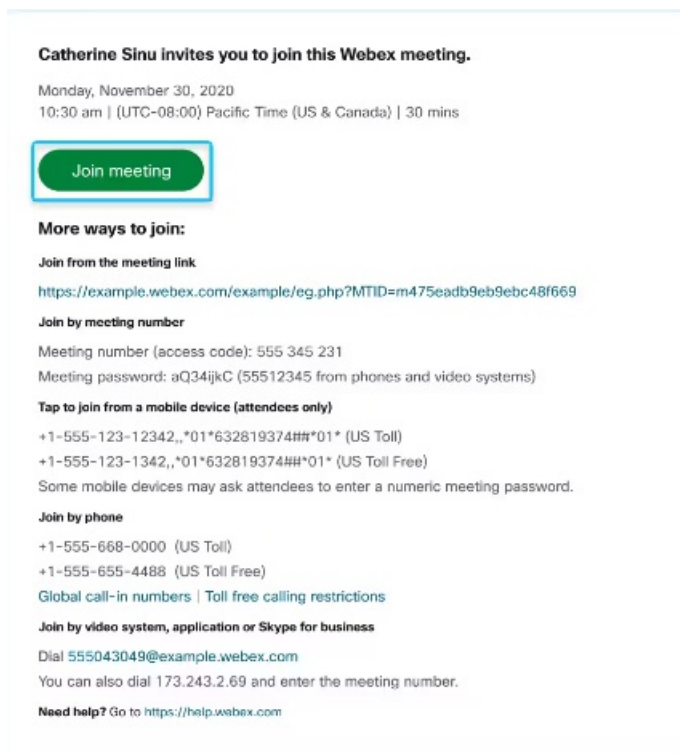 Catherine Sinu invites you to join this Webex meeting.
Monday, November 30, 2020
10:30 am | (UTC-08:00) Pacific Time (US & Canada) | 30 mins
Join meeting
More ways to join:
Join from the meeting link
https://example.webex.com/example/eg.php?MTID=m475eadb9eb9ebc48f669
Join by meeting number
Meeting number (access code): 555 345 231
Meeting password: aQ34ijkC (55512345 from phones and video systems)
Tap to join from a mobile device (attendees only)
+1-555-123-12342,,*01*632819374##*01* (US Toll)
+1-555-123-1342,,*01*632819374##*01* (US Toll Free)
Some mobile devices may ask attendees to enter a numeric meeting password.
Join by phone
+1-555-668-0000 (US Toll)
+1-555-655-4488 (US Toll Free)
Global call-in numbers | Toll free calling restrictions
Join by video system, application or Skype for business
Dial 555043049@example.webex.com
You can also dial 173.243.2.69 and enter the meeting number.
Need help? Go to https://help.webex.com